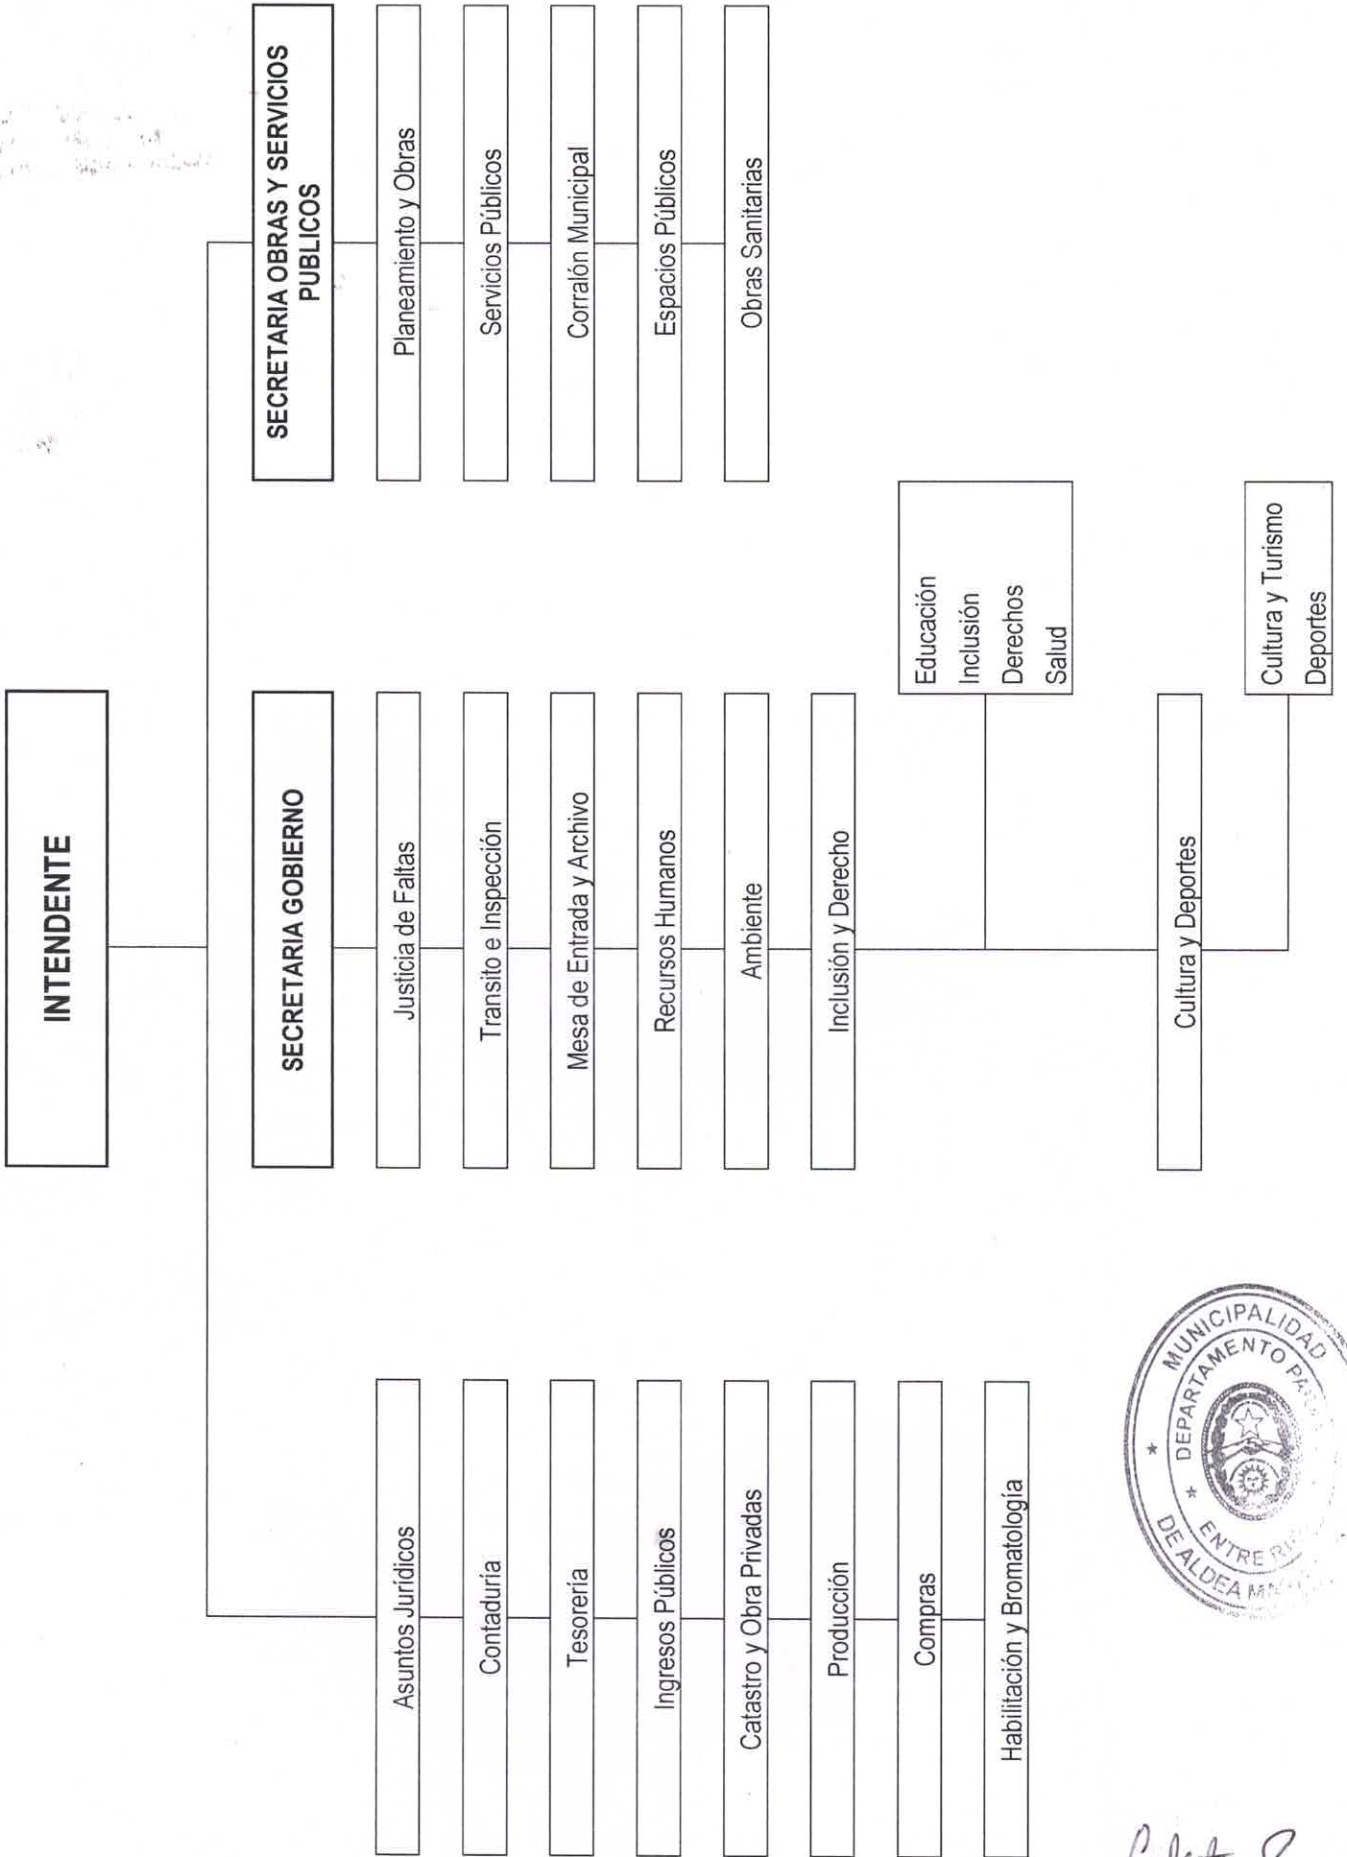 INTENDENTE
SECRETARIA GOBIERNO
SECRETARIA OBRAS Y SERVICIOS
PUBLICOS
Asuntos Jurídicos
Contaduría
Tesorería
Ingresos Públicos
Catastro y Obra Privadas
Producción
Compras
Habilitación y Bromatología
Justicia de Faltas
Transito e Inspección
Mesa de Entrada y Archivo
Recursos Humanos
Ambiente
Inclusión y Derecho
Educación
Inclusión
Derechos
Salud
Cultura y Deportes
Cultura y Turismo
Deportes
Planeamiento y Obras
Servicios Públicos
Corralón Municipal
Espacios Públicos
Obras Sanitarias
MUNICIPALIDAD
DE ALDEA
DEPARTAMENTO
ENTRE